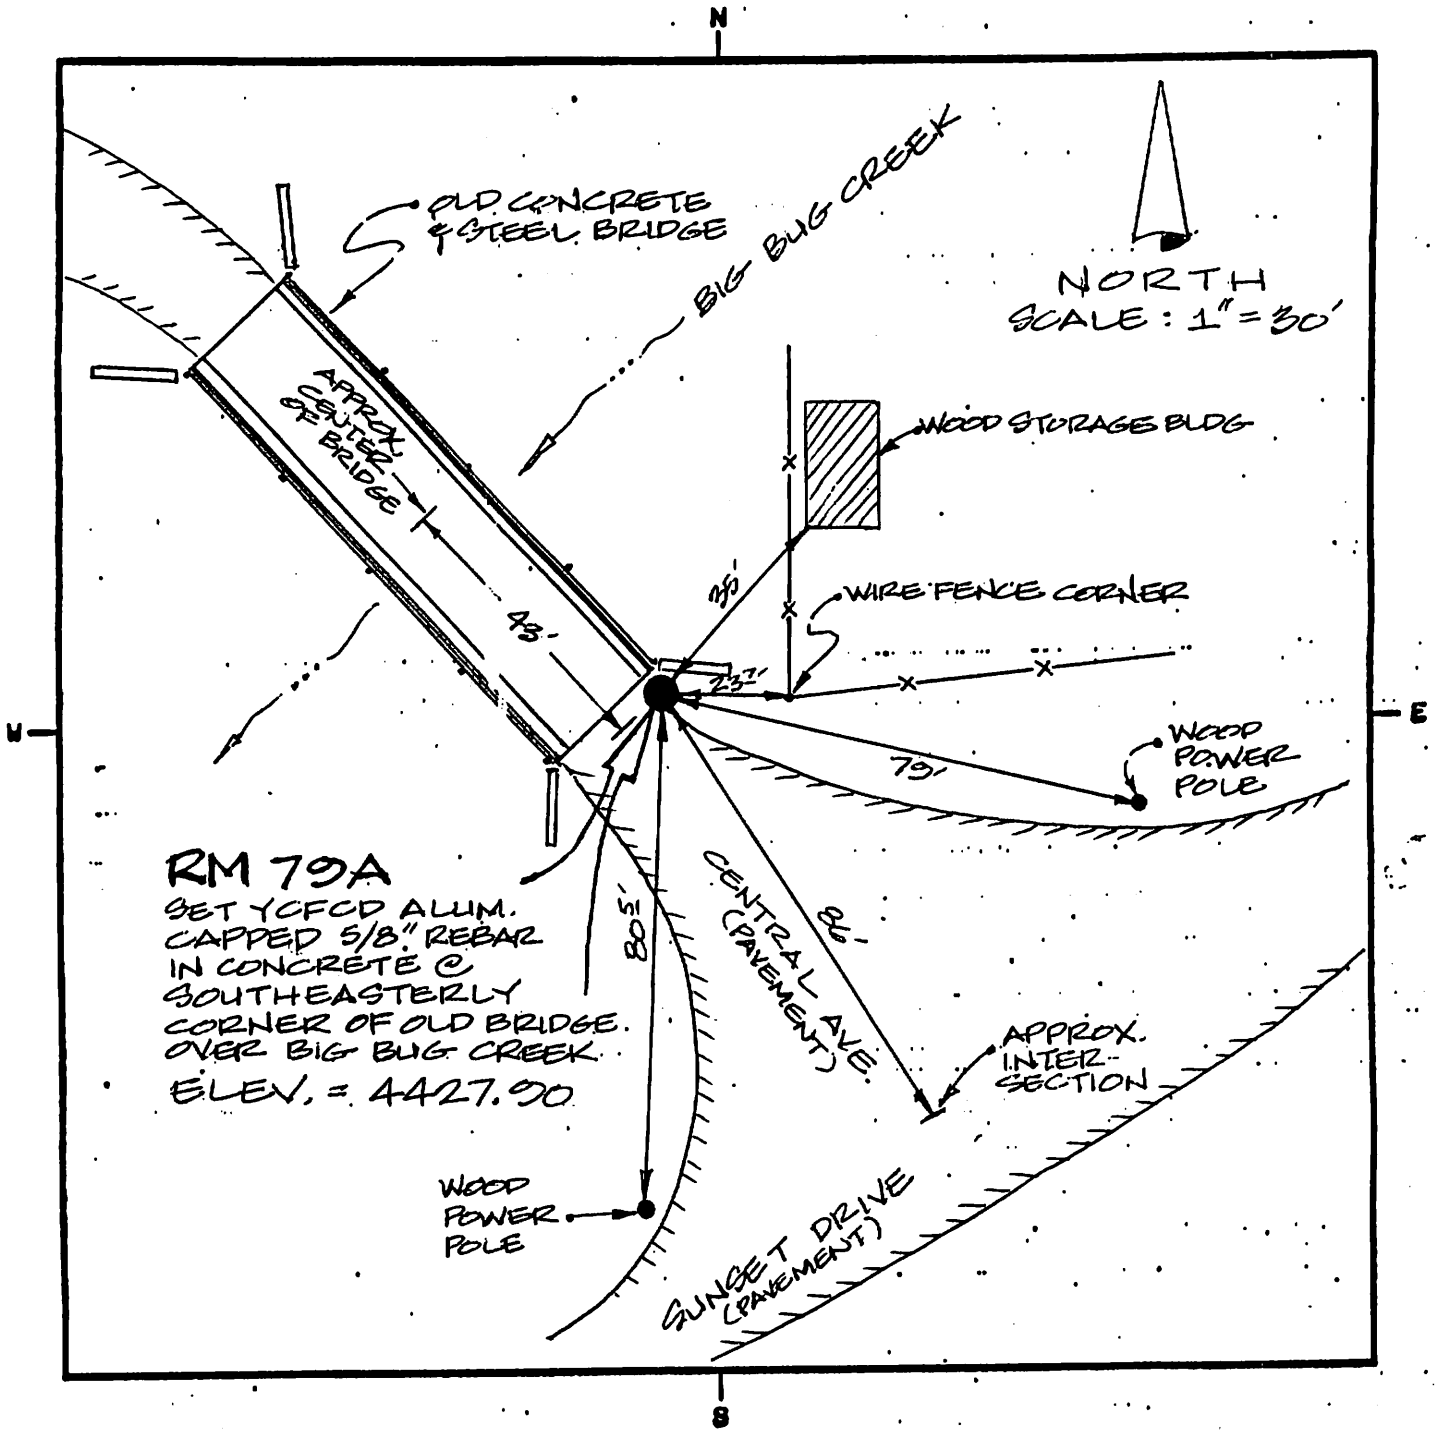 N
OLD CONCRETE
& STEEL BRIDGE
BIG BUG CREEK
NORTH
SCALE : 1" = 30'
APPROX.
CENTER
OF BRIDGE
WOOD STORAGE BLDG
WIRE FENCE CORNER
43'
23.7'
W
E
WOOD
POWER
POLE
79'
RM 79A
SET YCFCD ALUM.
CAPPED 5/8" REBAR
IN CONCRETE @
SOUTHEASTERLY
CORNER OF OLD BRIDGE
OVER BIG BUG CREEK
ELEV. = 4427.90
80.5'
CENTRAL AVE.
(PAVEMENT)
86'
APPROX.
INTER-
SECTION
WOOD
POWER
POLE
SUNSET DRIVE
(PAVEMENT)
S